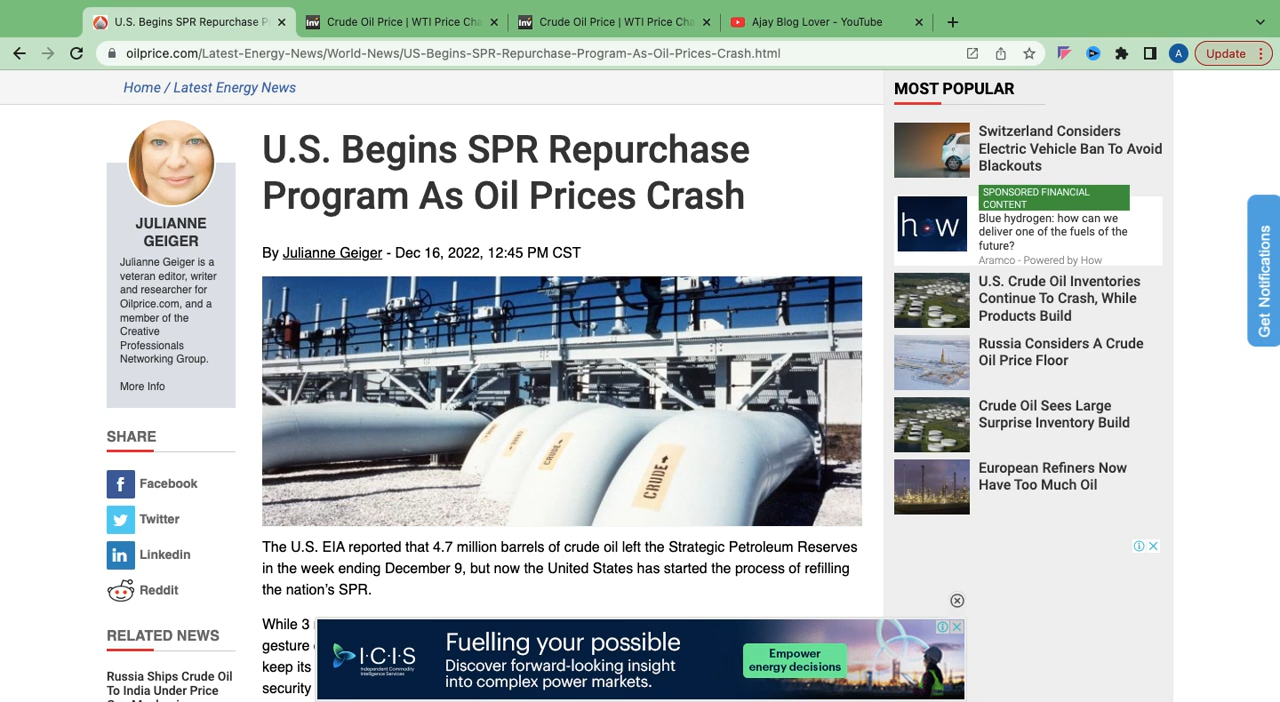 U.S. Begins SPR Repurchase P
Crude Oil Price | WTI Price Cha
Crude Oil Price | WTI Price Cha
Ajay Blog Lover - YouTube
oilprice.com/Latest-Energy-News/World-News/US-Begins-SPR-Repurchase-Program-As-Oil-Prices-Crash.html
A
Update
Home / Latest Energy News
JULIANNE
GEIGER
Julianne Geiger is a
veteran editor, writer
and researcher for
Oilprice.com, and a
member of the
Creative
Professionals
Networking Group.
More Info
SHARE
Facebook
Twitter
Linkedin
Reddit
RELATED NEWS
Russia Ships Crude Oil
To India Under Price
U.S. Begins SPR Repurchase
Program As Oil Prices Crash
By Julianne Geiger - Dec 16, 2022, 12:45 PM CST
CRUDE
CRUDE
The U.S. EIA reported that 4.7 million barrels of crude oil left the Strategic Petroleum Reserves
in the week ending December 9, but now the United States has started the process of refilling
the nation's SPR.
While 3
gesture
keep its
security
I·C·I·S
Independent Commodity
Intelligence Services
Fuelling your possible
Discover forward-looking insight
into complex power markets.
Empower
energy decisions
MOST POPULAR
Switzerland Considers
Electric Vehicle Ban To Avoid
Blackouts
how
SPONSORED FINANCIAL
CONTENT
Blue hydrogen: how can we
deliver one of the fuels of the
future?
Aramco - Powered by How
U.S. Crude Oil Inventories
Continue To Crash, While
Products Build
Russia Considers A Crude
Oil Price Floor
Crude Oil Sees Large
Surprise Inventory Build
European Refiners Now
Have Too Much Oil
Get Notifications